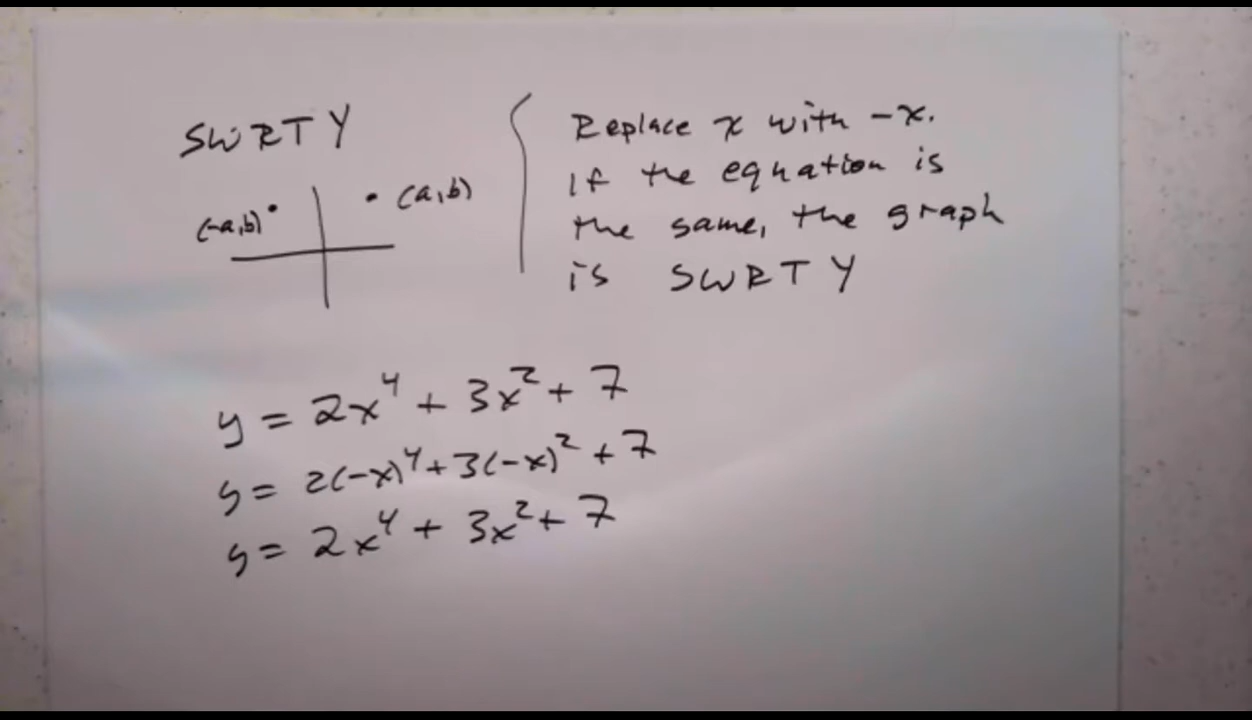 SWRTY
(-a,b)
(a,b)
Replace x with -x.
If the equation is
the same, the graph
is SWRTY
y = 2x⁴ + 3x² + 7
y = 2(-x)⁴ + 3(-x)² + 7
y = 2x⁴ + 3x² + 7